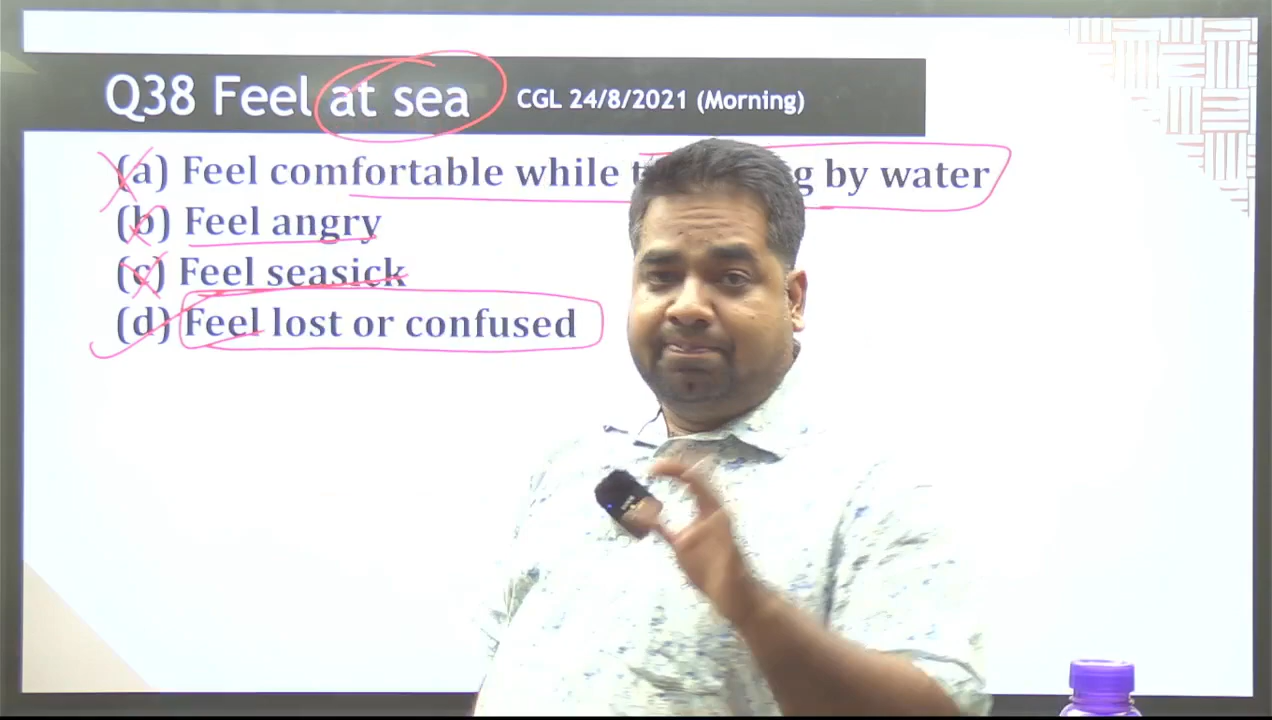 Q38 Feel at sea CGL 24/8/2021 (Morning)
(a) Feel comfortable while by water
(b) Feel angry
(c) Feel seasick
(d) Feel lost or confused